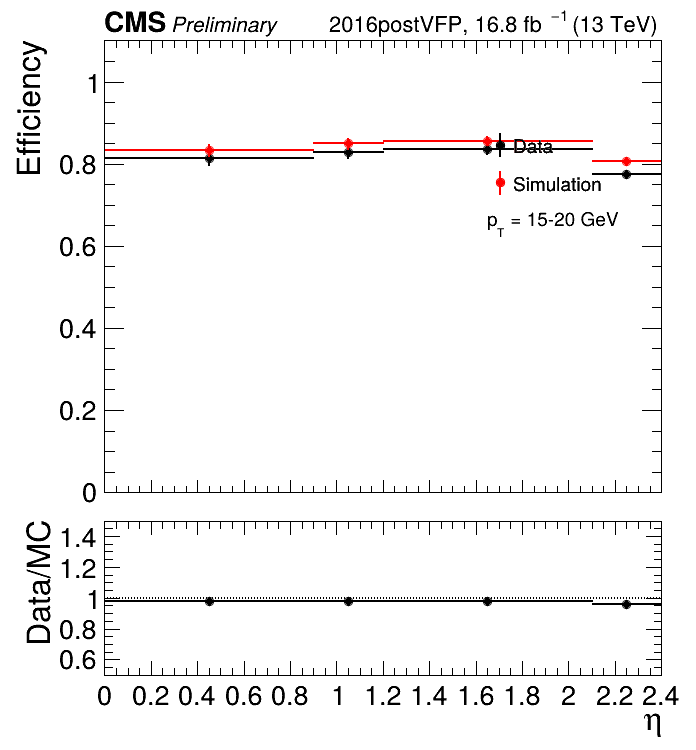 CMS Preliminary 2016postVFP, 16.8 fb −1 (13 TeV)
Efficiency
1
0.8
0.6
0.4
0.2
0
Data
Simulation
pT = 15-20 GeV
Data/MC
1.4
1.2
1
0.8
0.6
0 0.2 0.4 0.6 0.8 1 1.2 1.4 1.6 1.8 2 2.2 2.4
η